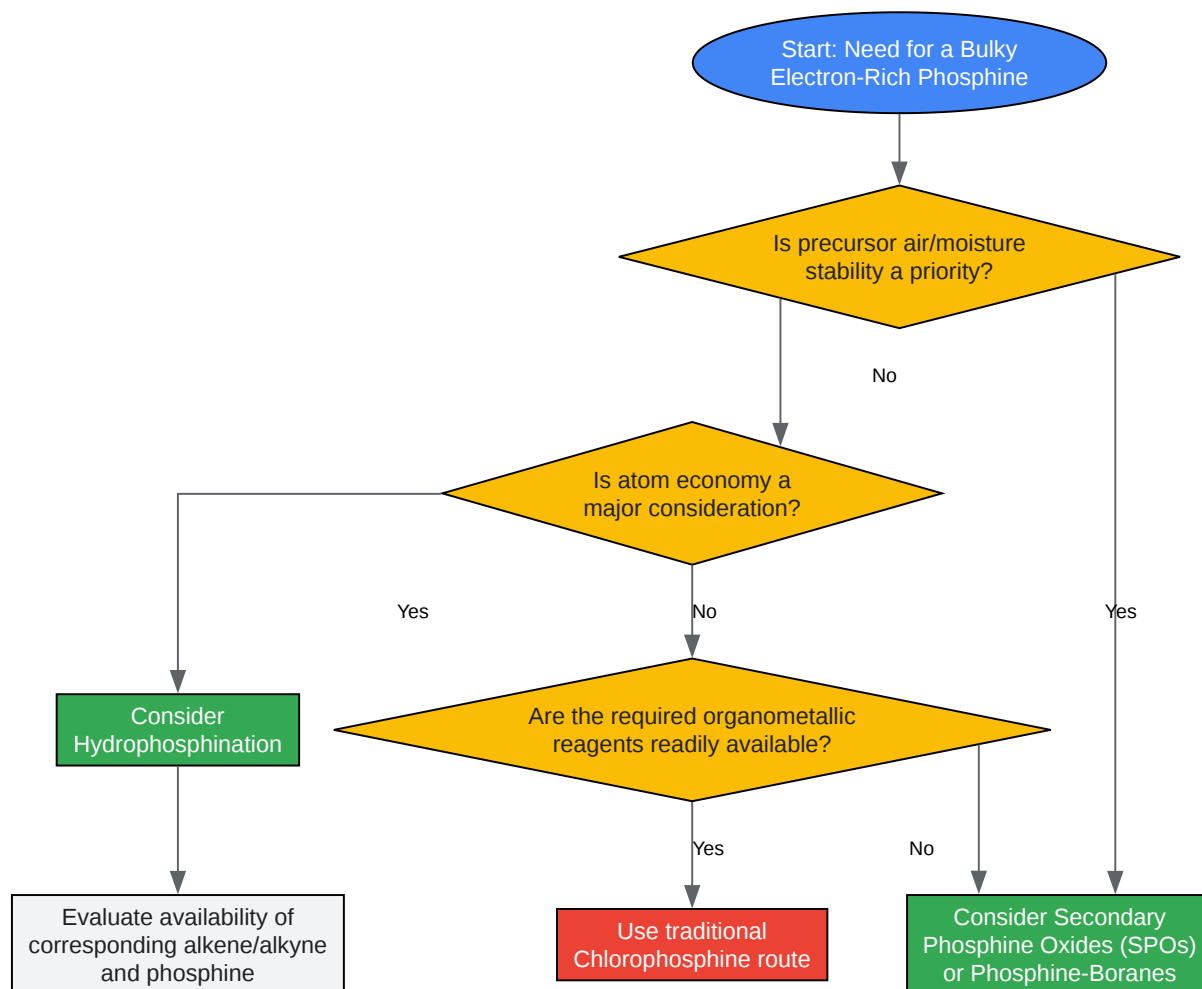 Start: Need for a Bulky
Electron-Rich Phosphine
Is precursor air/moisture
stability a priority?
No
Is atom economy a
major consideration?
Yes
No
Yes
Consider
Hydrophosphination
Are the required organometallic
reagents readily available?
Yes
No
Evaluate availability of
corresponding alkene/alkyne
and phosphine
Use traditional
Chlorophosphine route
Consider Secondary
Phosphine Oxides (SPOs)
or Phosphine-Boranes